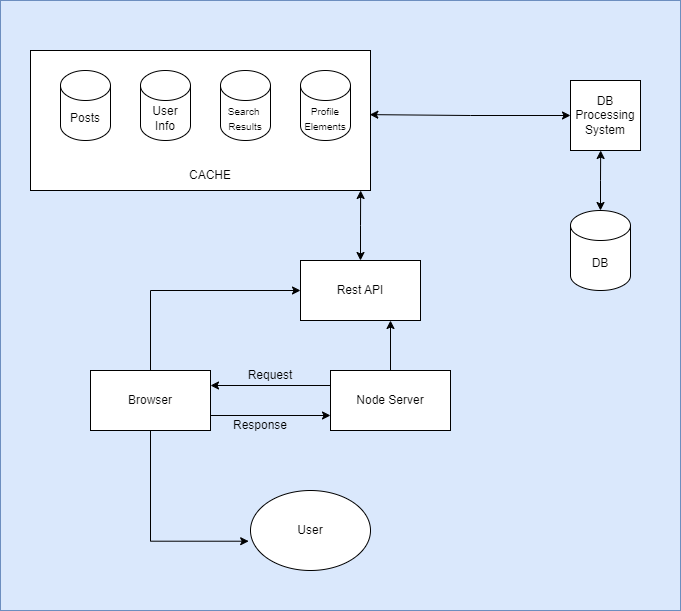 Posts
User
Info
Search
Results
Profile
Elements
CACHE
DB
Processing
System
DB
Rest API
Request
Browser
Node Server
Response
User